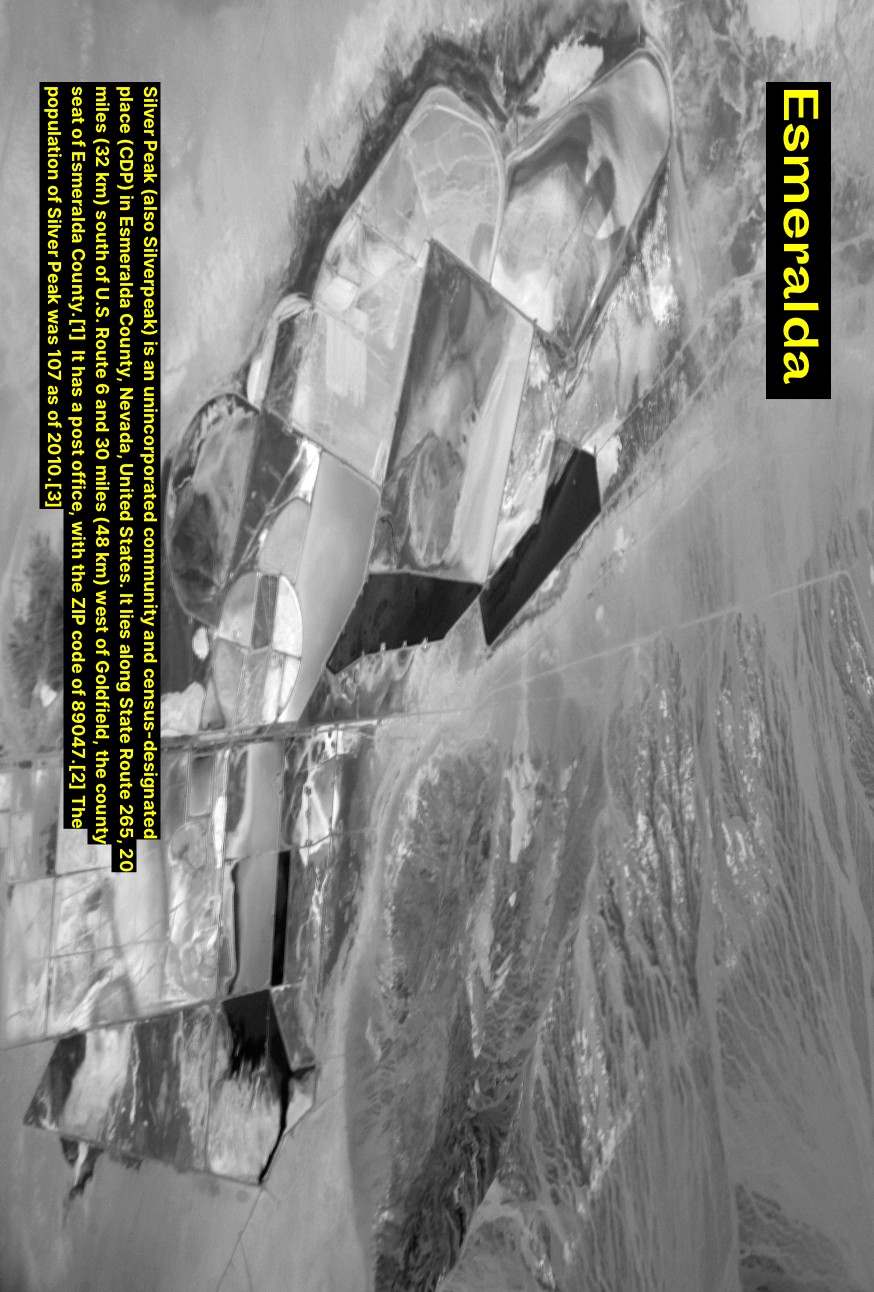 Esmeralda
Silver Peak (also Silverpeak) is an unincorporated community and census-designated
place (CDP) in Esmeralda County, Nevada, United States. It lies along State Route 265, 20
miles (32 km) south of U.S. Route 6 and 30 miles (48 km) west of Goldfield, the county
seat of Esmeralda County.[1]  It has a post office, with the ZIP code of 89047.[2] The
population of Silver Peak was 107 as of 2010.[3]